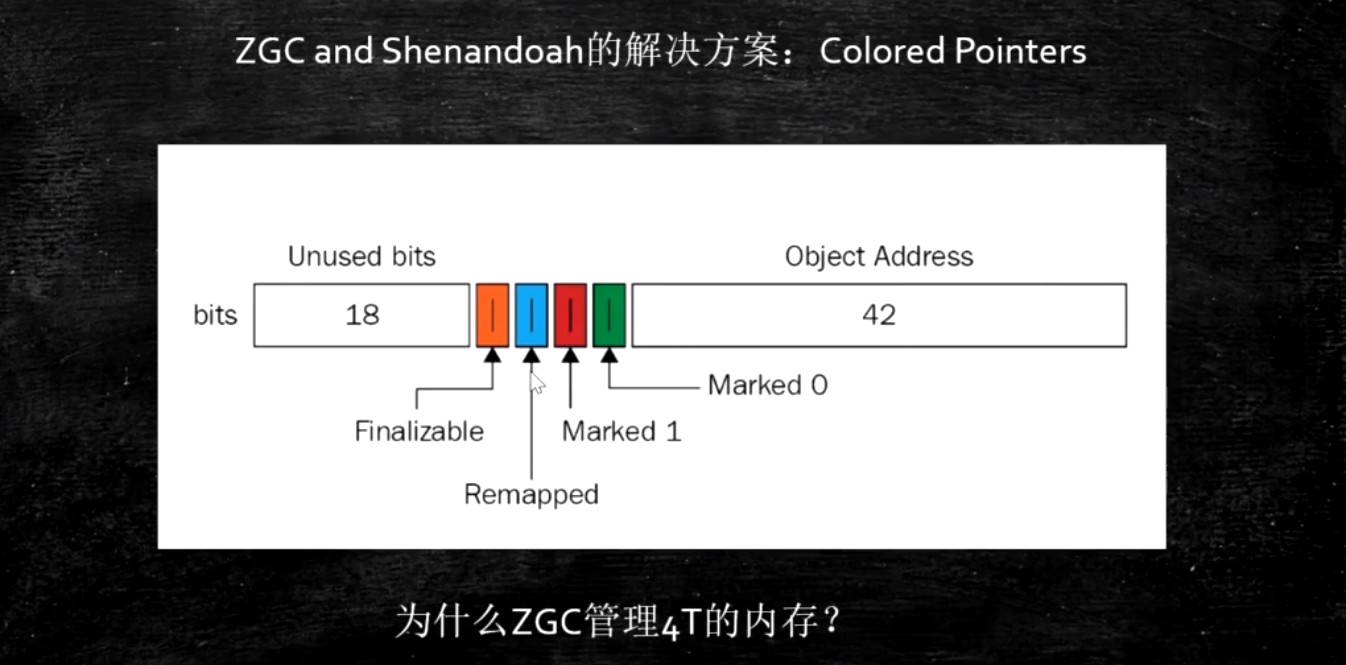 ZGC and Shenandoah的解决方案：Colored Pointers
Unused bits
Object Address
bits
18
42
Marked 0
Finalizable
Marked 1
Remapped
为什么ZGC管理4T的内存？